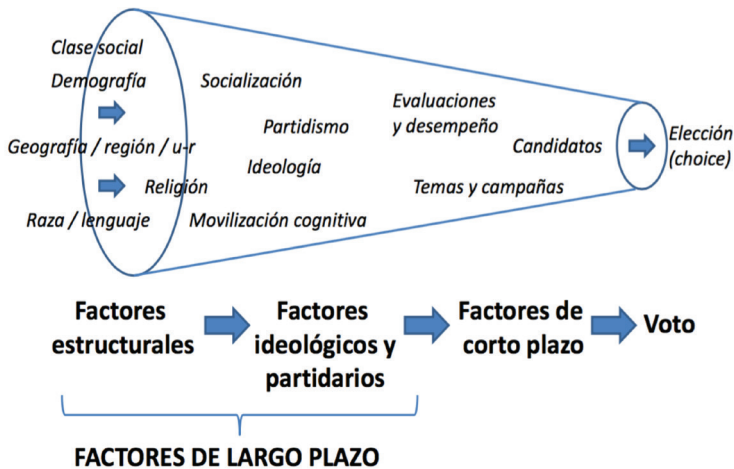 Clase social
Demografía
Socialización
Evaluaciones
y desempeño
Partidismo
Geografía / región / u-r
Candidatos
Elección
(choice)
Ideología
Religión
Temas y campañas
Raza / lenguaje
Movilización cognitiva
Factores
estructurales
Factores
ideológicos y
partidarios
Factores de
corto plazo
Voto
FACTORES DE LARGO PLAZO